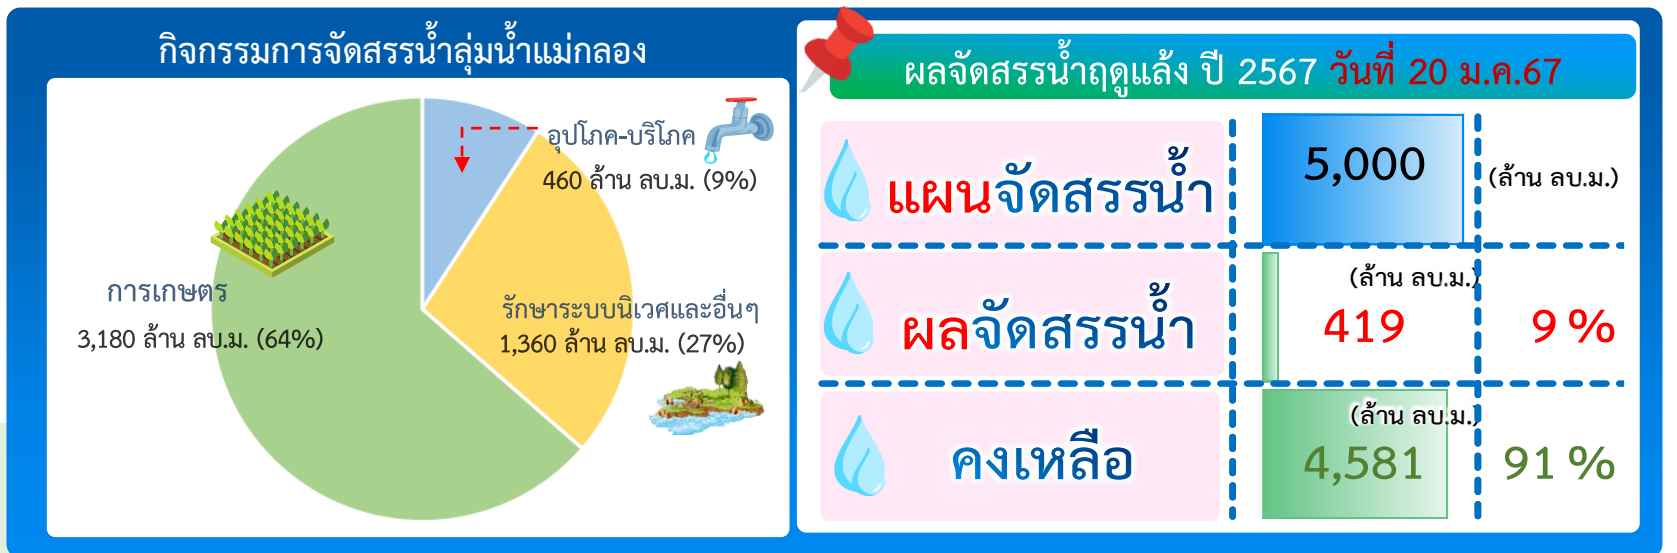 กิจกรรมการจัดสรรน้ำลุ่มน้ำแม่กลอง
อุปโภค-บริโภค
460 ล้าน ลบ.ม. (9%)
การเกษตร
3,180 ล้าน ลบ.ม. (64%)
รักษาระบบนิเวศและอื่นๆ
1,360 ล้าน ลบ.ม. (27%)
ผลจัดสรรน้ำฤดูแล้ง ปี 2567 วันที่ 20 ม.ค.67
แผนจัดสรรน้ำ 5,000 (ล้าน ลบ.ม.)
(ล้าน ลบ.ม.)
ผลจัดสรรน้ำ 419 9 %
(ล้าน ลบ.ม.)
คงเหลือ 4,581 91 %